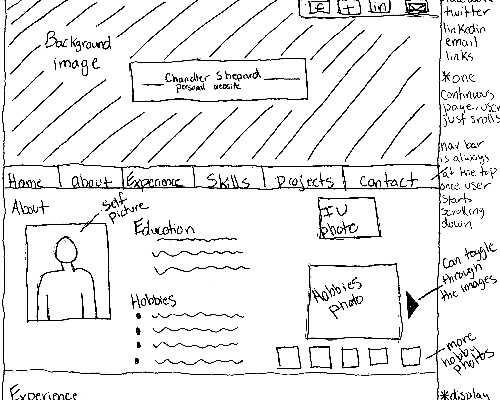 twitter
linkedin
email
links
in
Background
image
Chandler Shepard
personal website
*one
continuous
page, user
just scrolls
nav bar
is always
at the top
once user
starts
scrolling
down
Home
about
Experience
Skills
projects
contact
About
self
picture
Education
IU
photo
Hobbies
Hobbies
photo
can toggle
through
the images
more
hobby
photos
Experience
*display